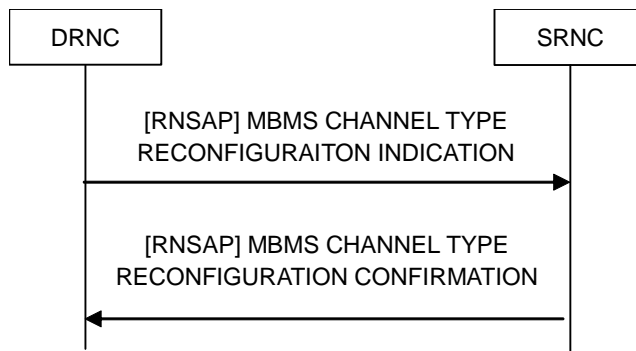 DRNC
SRNC
[RNSAP] MBMS CHANNEL TYPE
RECONFIGURAITON INDICATION
[RNSAP] MBMS CHANNEL TYPE
RECONFIGURATION CONFIRMATION